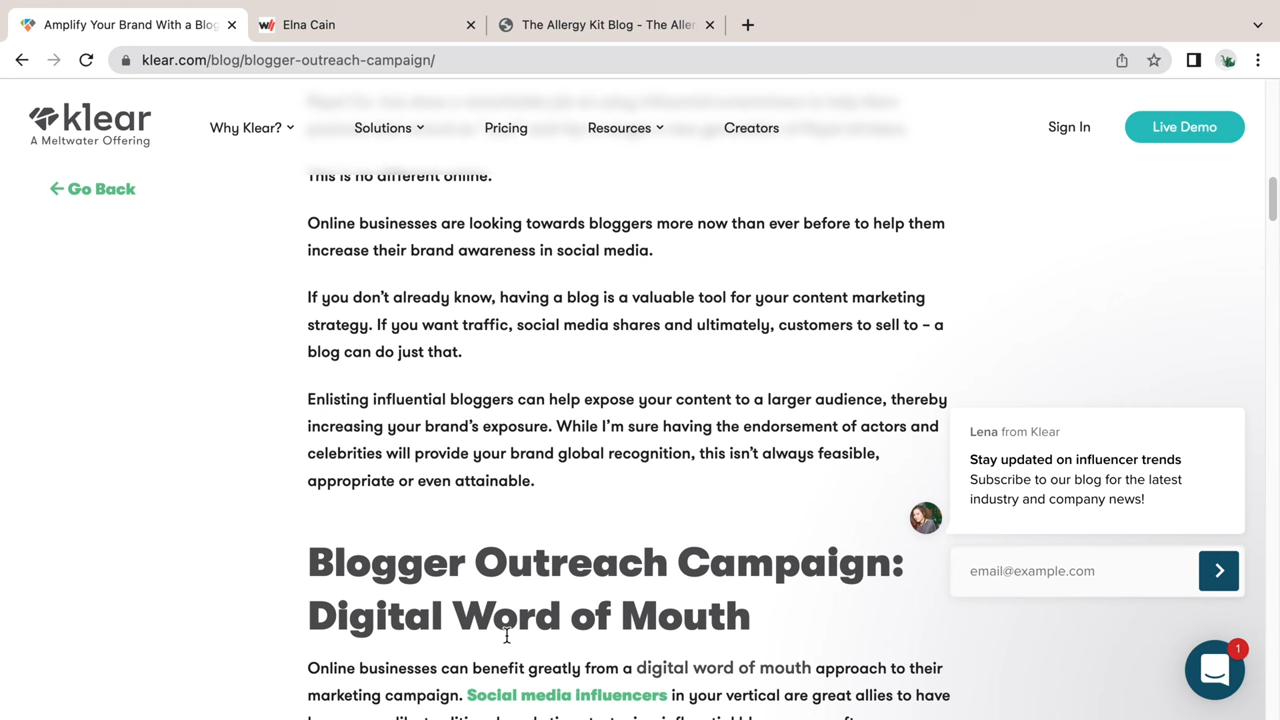 Amplify Your Brand With a Blog
Elna Cain
The Allergy Kit Blog - The Aller
klear.com/blog/blogger-outreach-campaign/
klear
A Meltwater Offering
Why Klear?
Solutions
Pricing
Resources
Creators
Sign In
Live Demo
Go Back
This is no different online.
Online businesses are looking towards bloggers more now than ever before to help them
increase their brand awareness in social media.
If you don’t already know, having a blog is a valuable tool for your content marketing
strategy. If you want traffic, social media shares and ultimately, customers to sell to – a
blog can do just that.
Enlisting influential bloggers can help expose your content to a larger audience, thereby
increasing your brand’s exposure. While I’m sure having the endorsement of actors and
celebrities will provide your brand global recognition, this isn’t always feasible,
appropriate or even attainable.
Blogger Outreach Campaign:
Digital Word of Mouth
Online businesses can benefit greatly from a digital word of mouth approach to their
marketing campaign. Social media influencers in your vertical are great allies to have
Lena from Klear
Stay updated on influencer trends
Subscribe to our blog for the latest
industry and company news!
email@example.com
1